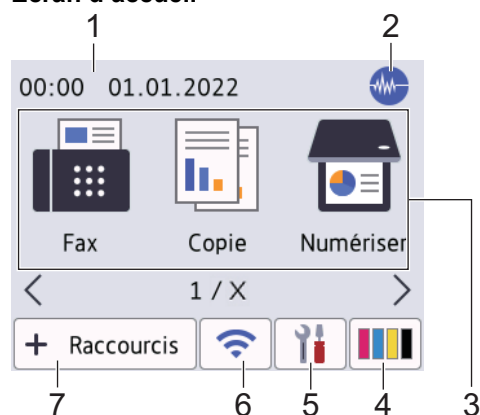 Écran d'accueil
1 2
00:00 01.01.2022
Fax Copie Numériser
1 / X
+ Raccourcis
7 6 5 4 3